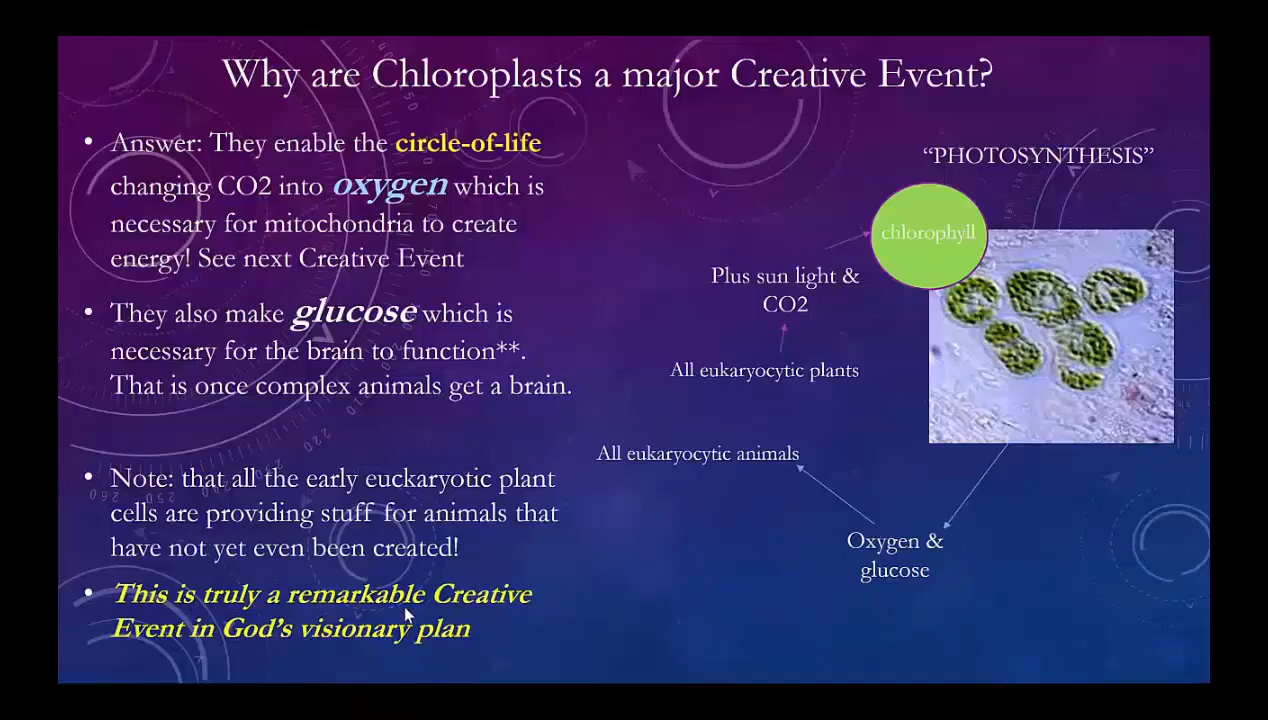 Why are Chloroplasts a major Creative Event?
• Answer: They enable the circle-of-life
changing CO2 into oxygen which is
necessary for mitochondria to create
energy! See next Creative Event
• They also make glucose which is
necessary for the brain to function**.
That is once complex animals get a brain.
• Note: that all the early euckaryotic plant
cells are providing stuff for animals that
have not yet even been created!
• This is truly a remarkable Creative
Event in God's visionary plan
“PHOTOSYNTHESIS”
chlorophyll
Plus sun light &
CO2
All eukaryocytic plants
All eukaryocytic animals
Oxygen &
glucose